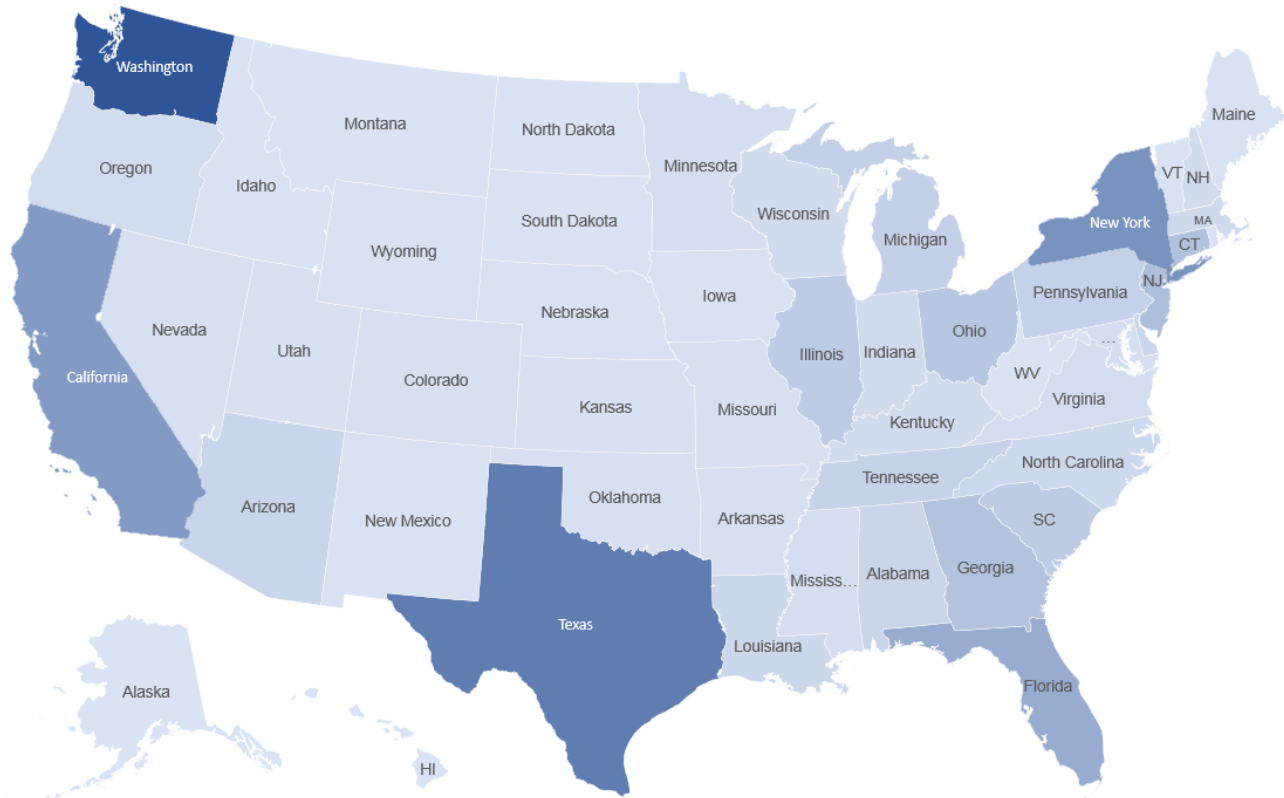 Washington
Montana
North Dakota
Minnesota
Maine
Oregon
Idaho
VT
NH
South Dakota
Wisconsin
MA
New York
Wyoming
Michigan
CT
Iowa
Pennsylvania
NJ
Nebraska
Nevada
Utah
Ohio
...
Illinois
Indiana
California
Colorado
WV
Virginia
Kansas
Missouri
Kentucky
North Carolina
Tennessee
Arizona
Oklahoma
New Mexico
Arkansas
SC
Georgia
Mississ...
Alabama
Texas
Louisiana
Florida
Alaska
HI